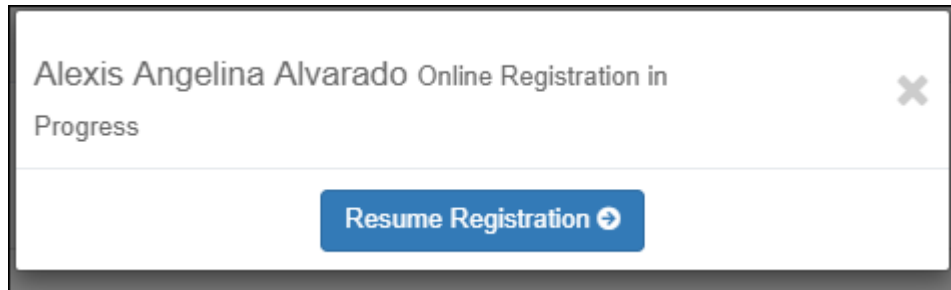 Alexis Angelina Alvarado Online Registration in
Progress
Resume Registration